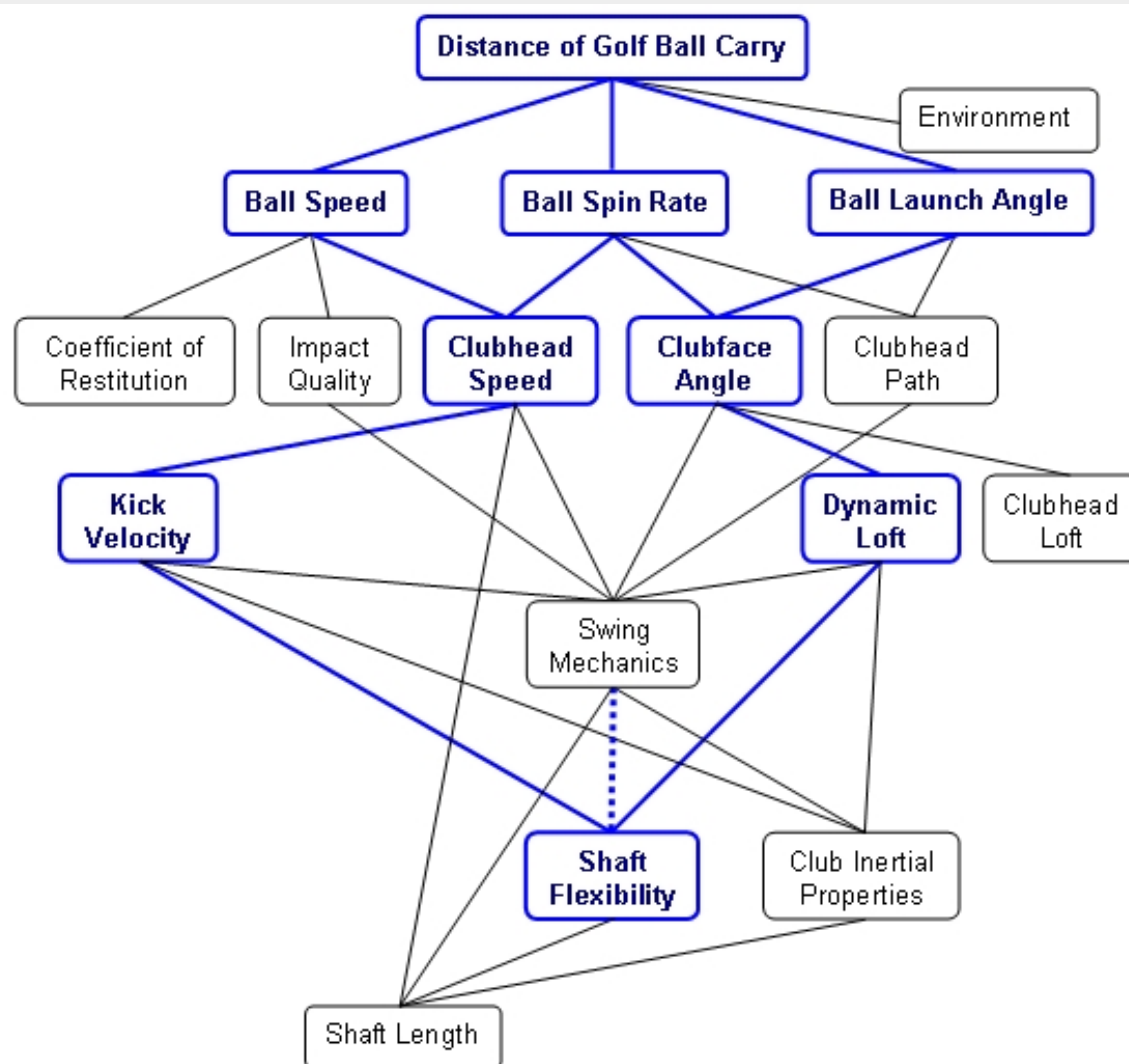 Distance of Golf Ball Carry
Environment
Ball Speed
Ball Spin Rate
Ball Launch Angle
Coefficient of
Restitution
Impact
Quality
Clubhead
Speed
Clubface
Angle
Clubhead
Path
Kick
Velocity
Dynamic
Loft
Clubhead
Loft
Swing
Mechanics
Shaft
Flexibility
Club Inertial
Properties
Shaft Length